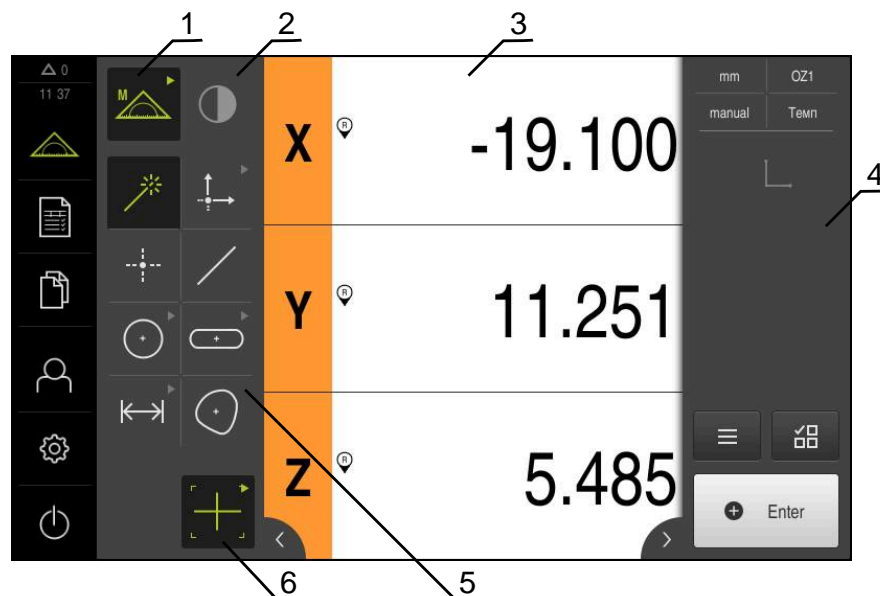 1 2 3
0
11 37
M
X R -19.100
mm OZ1
manual Темп
4
Y R 11.251
Z R 5.485
Enter
6 5